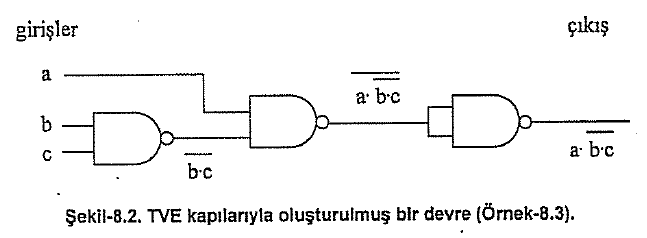 girişler çıkış
a
a· b·c
b
c
b·c
a· b·c
Şekil-8.2. TVE kapılarıyla oluşturulmuş bir devre (Örnek-8.3).